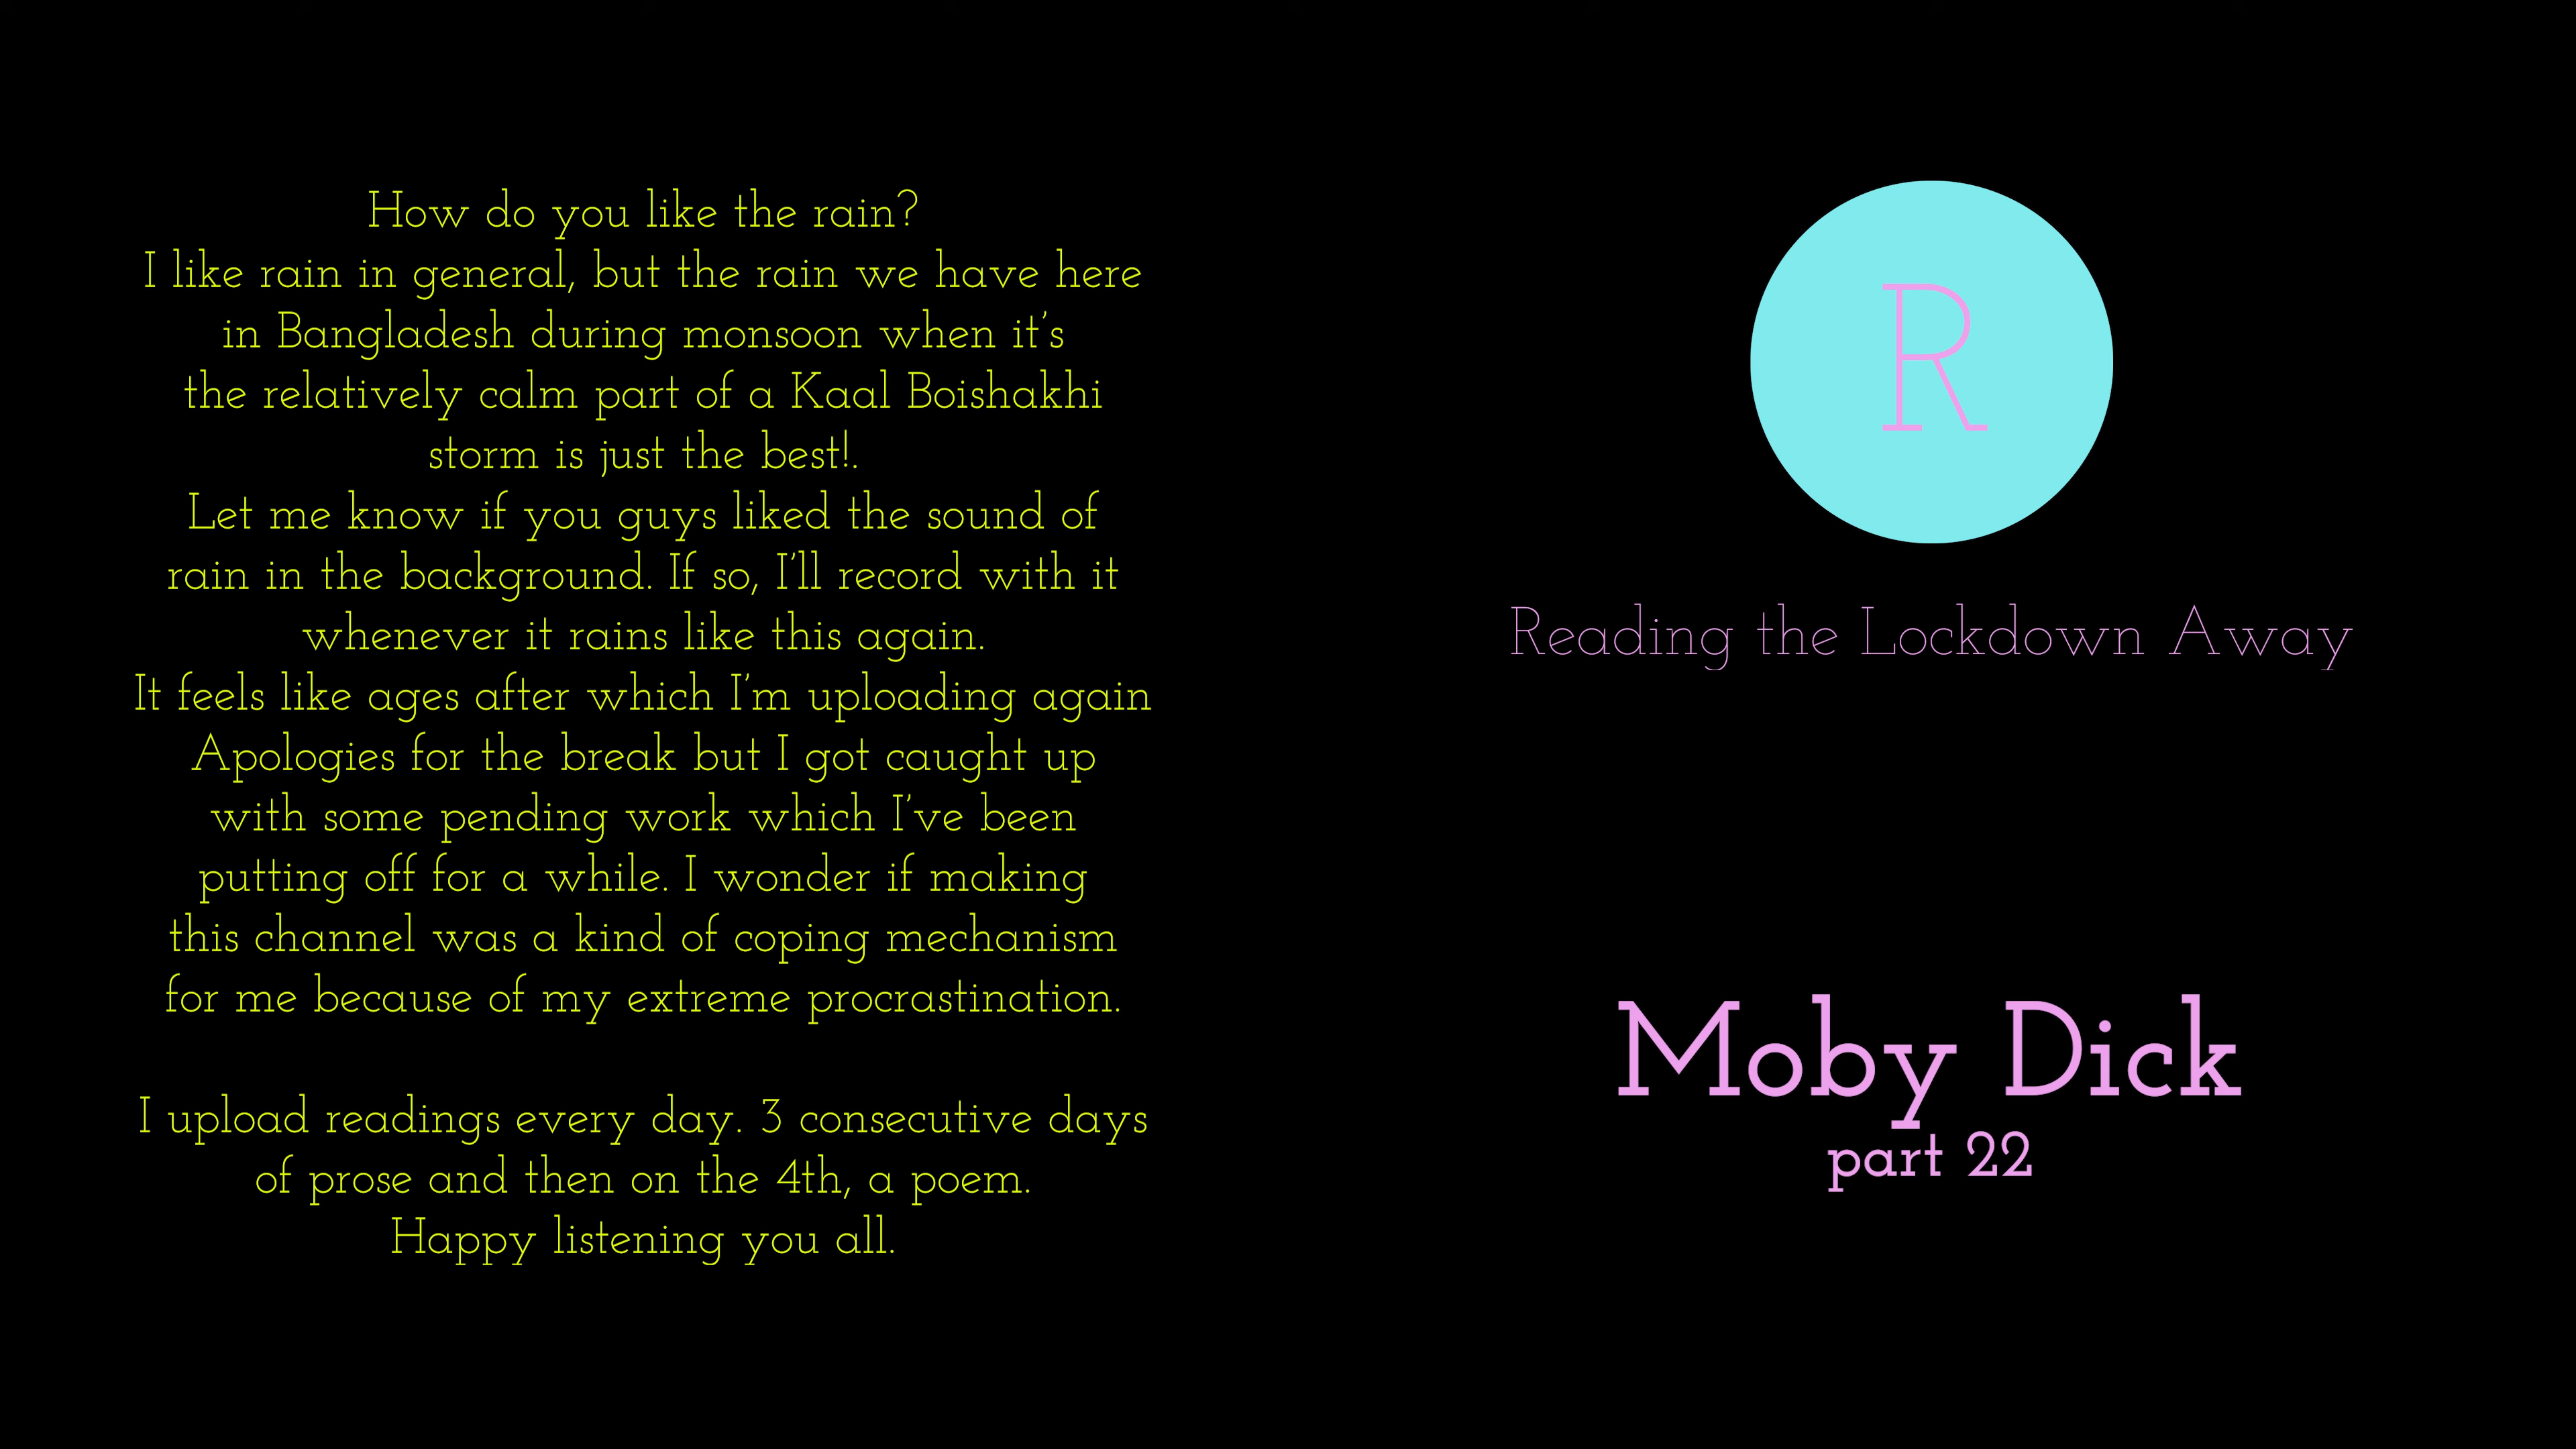 How do you like the rain?
I like rain in general, but the rain we have here
in Bangladesh during monsoon when it's
the relatively calm part of a Kaal Boishakhi
storm is just the best!.
Let me know if you guys liked the sound of
rain in the background. If so, I'll record with it
whenever it rains like this again.
It feels like ages after which I'm uploading again
Apologies for the break but I got caught up
with some pending work which I've been
putting off for a while. I wonder if making
this channel was a kind of coping mechanism
for me because of my extreme procrastination.
I upload readings every day. 3 consecutive days
of prose and then on the 4th, a poem.
Happy listening you all.
R
Reading the Lockdown Away
Moby Dick
part 22